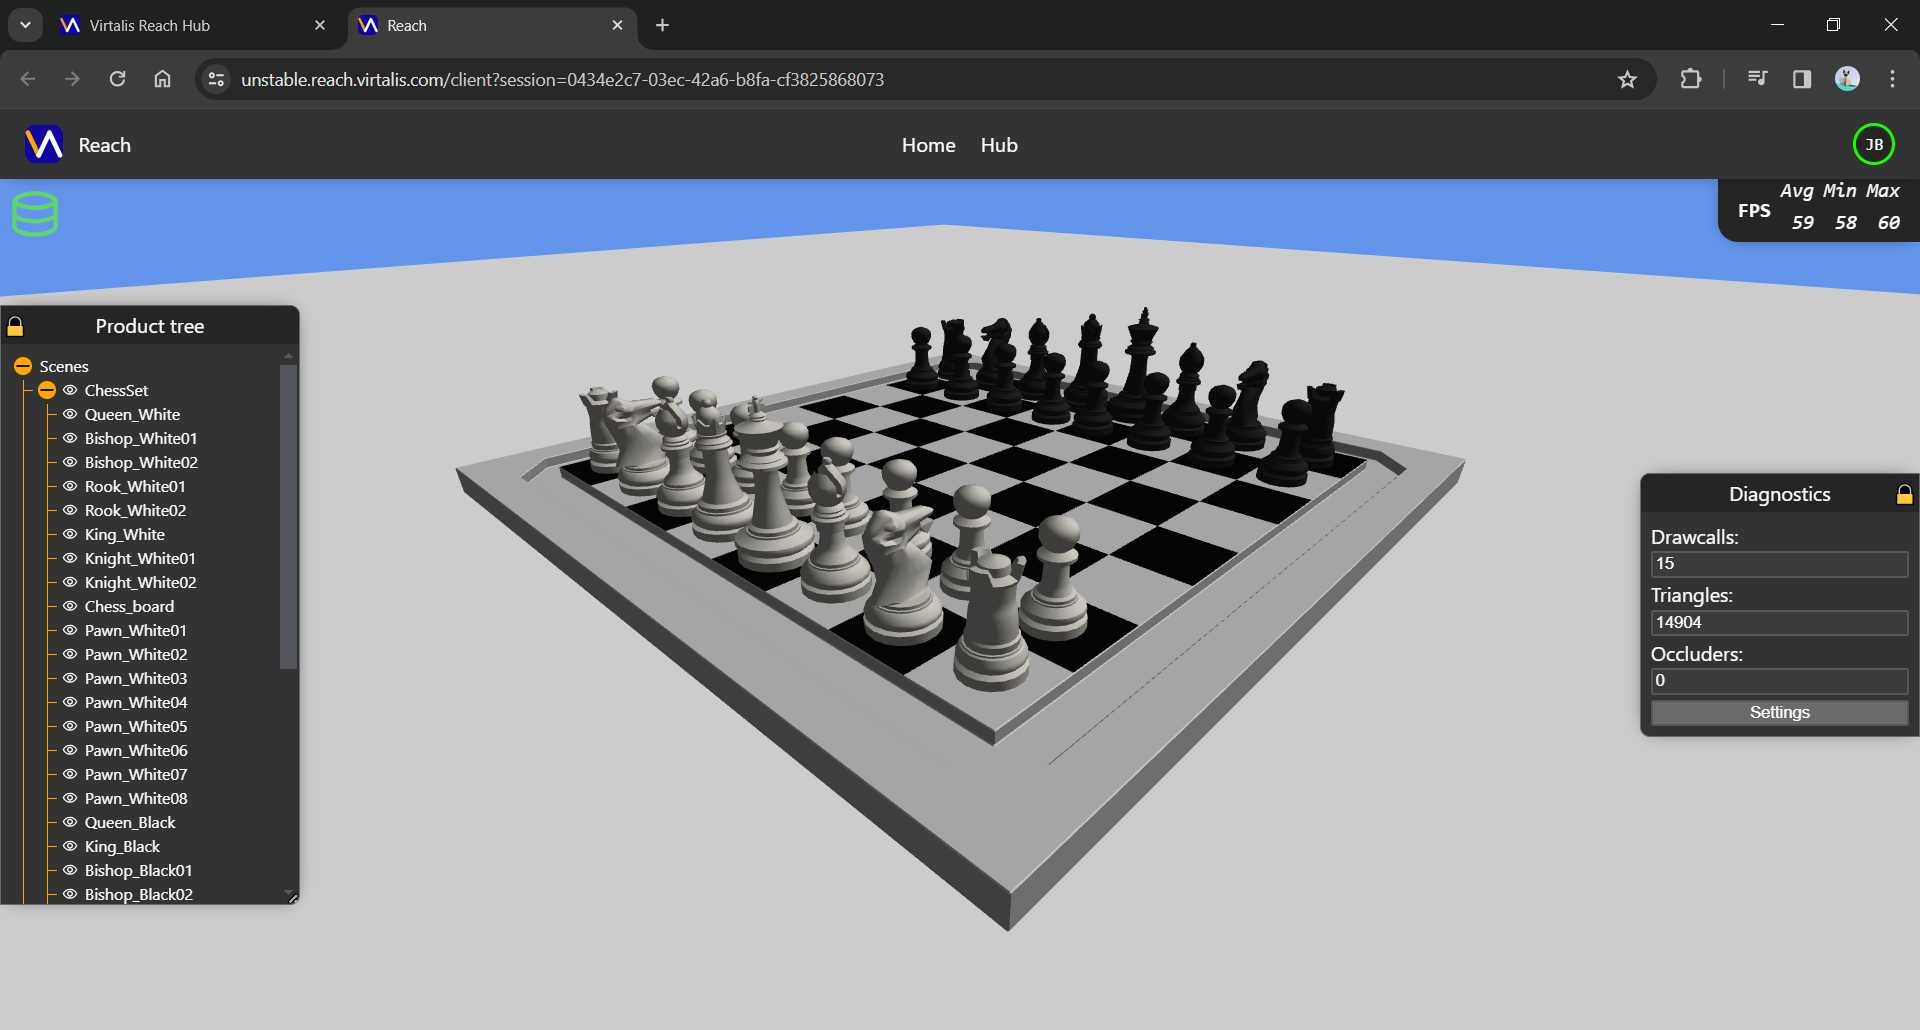 Virtalis Reach Hub
Reach
unstable.reach.virtalis.com/client?session=0434e2c7-03ec-42a6-b8fa-cf3825868073
Reach
Home
Hub
JB
Avg Min Max
FPS
59 58 60
Product tree
Scenes
ChessSet
Queen_White
Bishop_White01
Bishop_White02
Rook_White01
Rook_White02
King_White
Knight_White01
Knight_White02
Chess_board
Pawn_White01
Pawn_White02
Pawn_White03
Pawn_White04
Pawn_White05
Pawn_White06
Pawn_White07
Pawn_White08
Queen_Black
King_Black
Bishop_Black01
Bishop_Black02
Diagnostics
Drawcalls:
15
Triangles:
14904
Occluders:
0
Settings